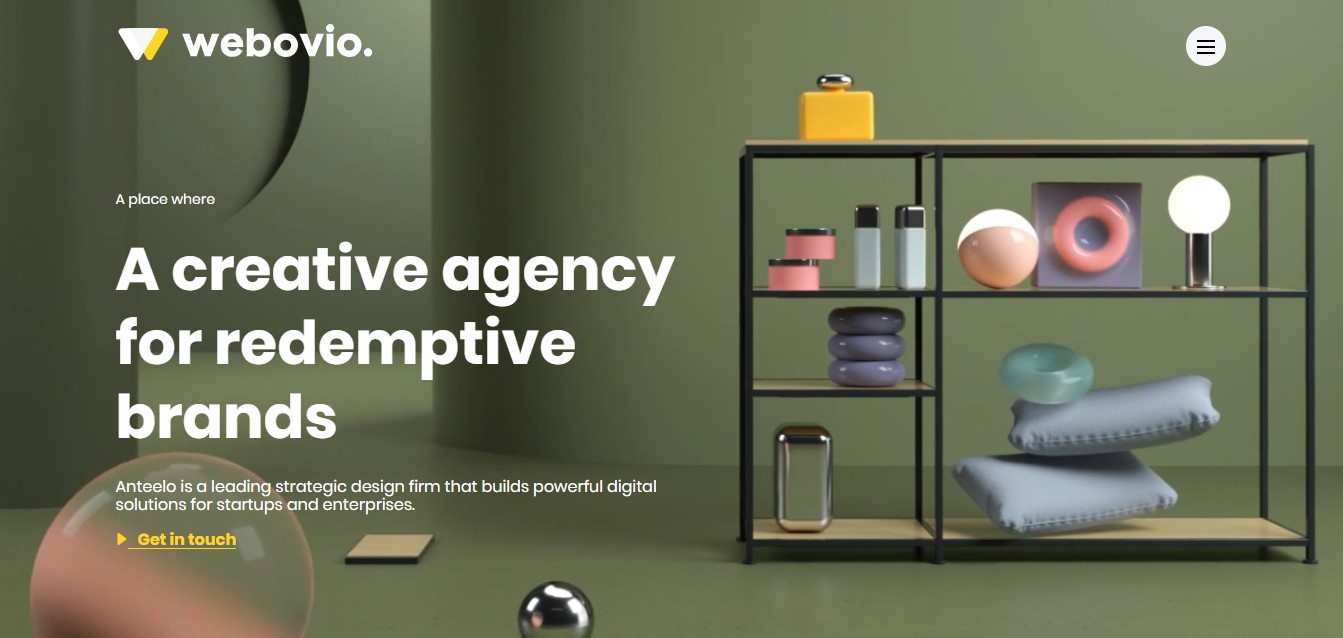 webovio.
A place where
A creative agency
for redemptive
brands
Anteelo is a leading strategic design firm that builds powerful digital
solutions for startups and enterprises.
Get in touch